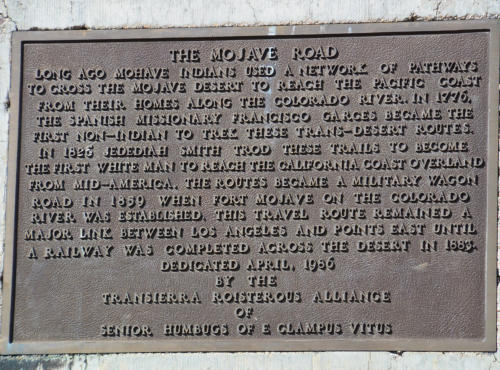 THE MOJAVE ROAD
LONG AGO MOHAVE INDIANS USED A NETWORK OF PATHWAYS
TO CROSS THE MOJAVE DESERT TO REACH THE PACIFIC COAST
FROM THEIR HOMES ALONG THE COLORADO RIVER. IN 1776,
THE SPANISH MISSIONARY FRANCISCO GARCES BECAME THE
FIRST NON-INDIAN TO TREK THESE TRANS-DESERT ROUTES.
IN 1826 JEDEDIAH SMITH TROD THESE TRAILS TO BECOME
THE FIRST WHITE MAN TO REACH THE CALIFORNIA COAST OVERLAND
FROM MID-AMERICA. THE ROUTES BECAME A MILITARY WAGON
ROAD IN 1859 WHEN FORT MOJAVE ON THE COLORADO
RIVER WAS ESTABLISHED. THIS TRAVEL ROUTE REMAINED A
MAJOR LINK BETWEEN LOS ANGELES AND POINTS EAST UNTIL
A RAILWAY WAS COMPLETED ACROSS THE DESERT IN 1883.
DEDICATED APRIL, 1986
BY THE
TRANSIERRA ROISTEROUS ALLIANCE
OF
SENIOR HUMBUGS OF E CLAMPUS VITUS